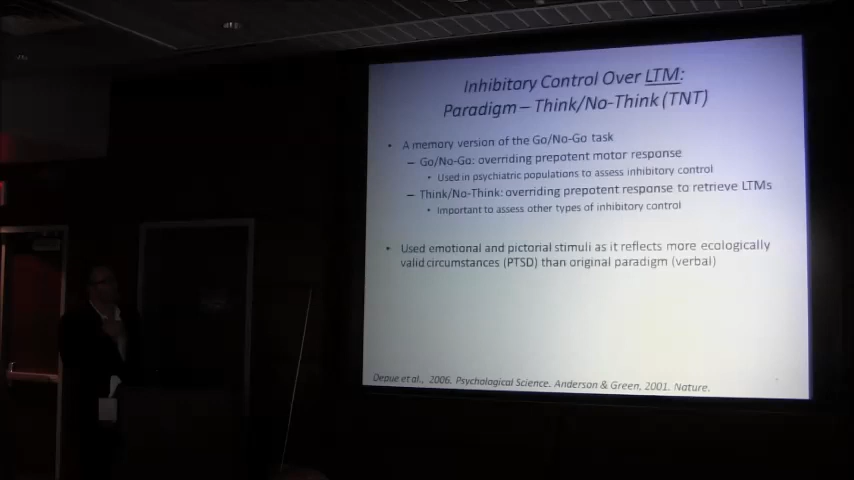 Inhibitory Control Over LTM:
Paradigm – Think/No-Think (TNT)
• A memory version of the Go/No-Go task
– Go/No-Go: overriding prepotent motor response
• Used in psychiatric populations to assess inhibitory control
– Think/No-Think: overriding prepotent response to retrieve LTMs
• Important to assess other types of inhibitory control
• Used emotional and pictorial stimuli as it reflects more ecologically
valid circumstances (PTSD) than original paradigm (verbal)
Depue et al., 2006. Psychological Science. Anderson & Green, 2001. Nature.